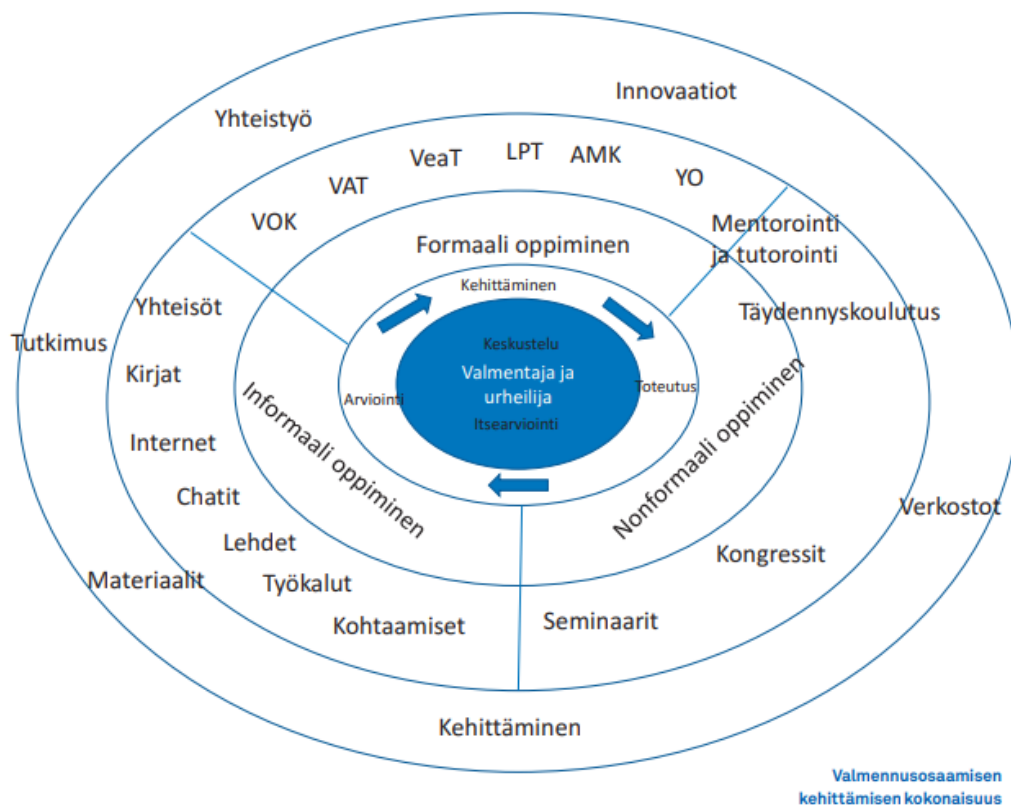 Innovaatiot
Yhteistyö
VOK
VAT
VeaT
LPT
AMK
YO
Mentorointi
ja tutorointi
Formaali oppiminen
Kehittäminen
Keskustelu
Valmentaja ja
urheilija
Itsearviointi
Arviointi
Toteutus
Täydennyskoulutus
Nonformaali oppiminen
Informaali oppiminen
Yhteisöt
Tutkimus
Kirjat
Internet
Chatit
Lehdet
Työkalut
Materiaalit
Kohtaamiset
Seminaarit
Kongressit
Verkostot
Kehittäminen
Valmennusosaamisen
kehittämisen kokonaisuus